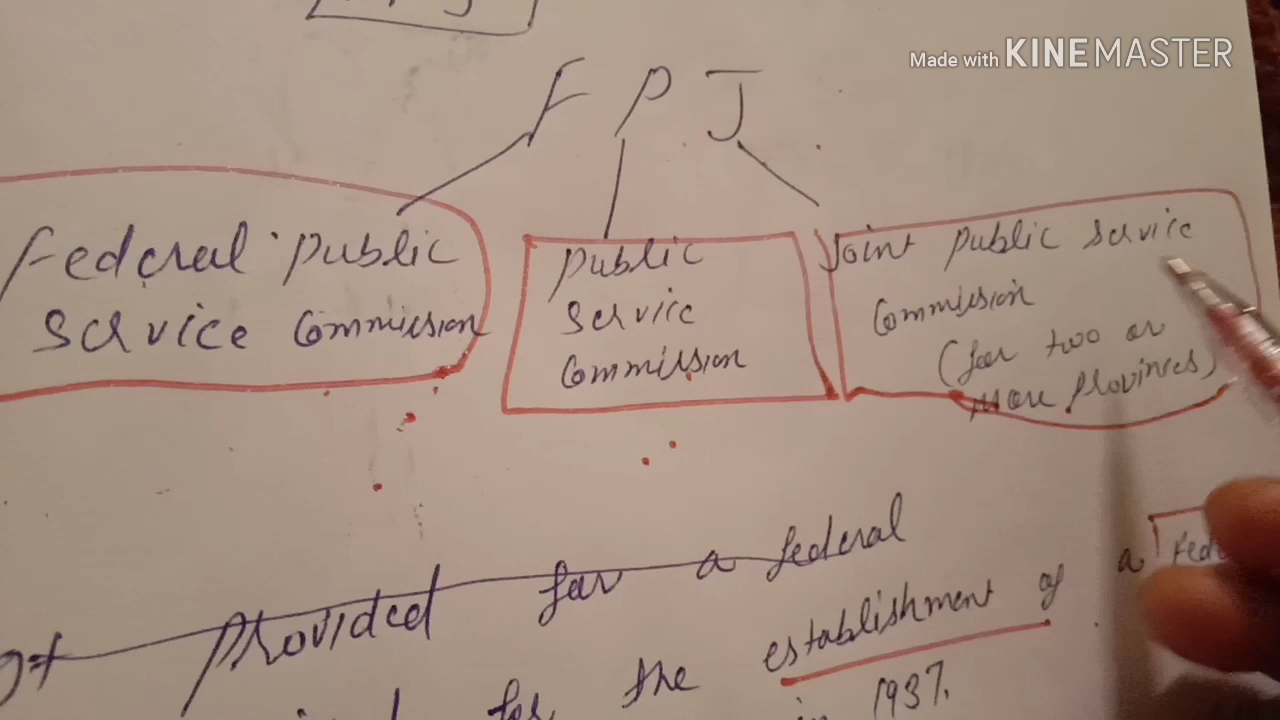 Made with KINEMASTER
F P J
Federal Public
Service Commission
Public
Service
Commission
Joint Public Service
Commission
(for two or
more Provinces)
Provided for a federal
the establishment of a Fede
for
in 1937.